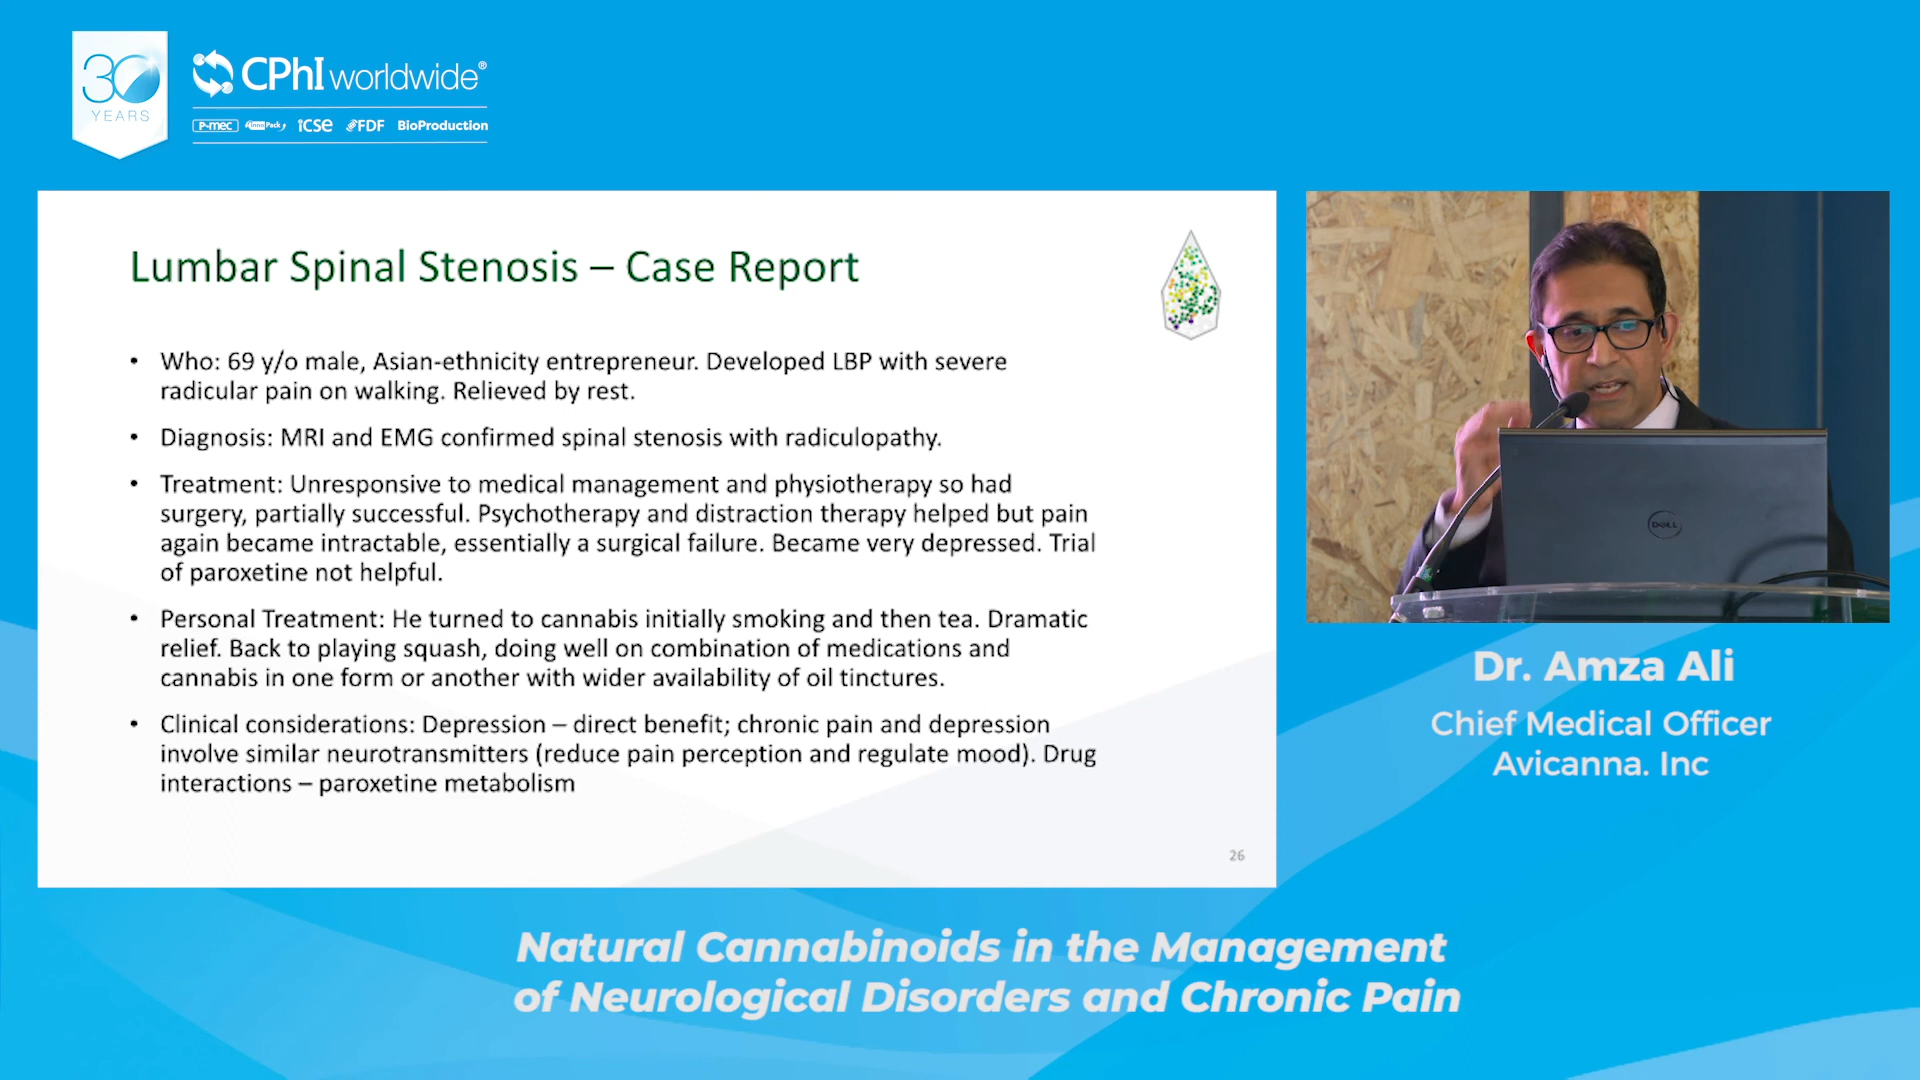 30
YEARS
CPhI worldwide®
P-mec InnoPack iCSE FDF BioProduction
Lumbar Spinal Stenosis – Case Report
• Who: 69 y/o male, Asian-ethnicity entrepreneur. Developed LBP with severe
radicular pain on walking. Relieved by rest.
• Diagnosis: MRI and EMG confirmed spinal stenosis with radiculopathy.
• Treatment: Unresponsive to medical management and physiotherapy so had
surgery, partially successful. Psychotherapy and distraction therapy helped but pain
again became intractable, essentially a surgical failure. Became very depressed. Trial
of paroxetine not helpful.
• Personal Treatment: He turned to cannabis initially smoking and then tea. Dramatic
relief. Back to playing squash, doing well on combination of medications and
cannabis in one form or another with wider availability of oil tinctures.
• Clinical considerations: Depression – direct benefit; chronic pain and depression
involve similar neurotransmitters (reduce pain perception and regulate mood). Drug
interactions – paroxetine metabolism
26
DELL
Dr. Amza Ali
Chief Medical Officer
Avicanna. Inc
Natural Cannabinoids in the Management
of Neurological Disorders and Chronic Pain